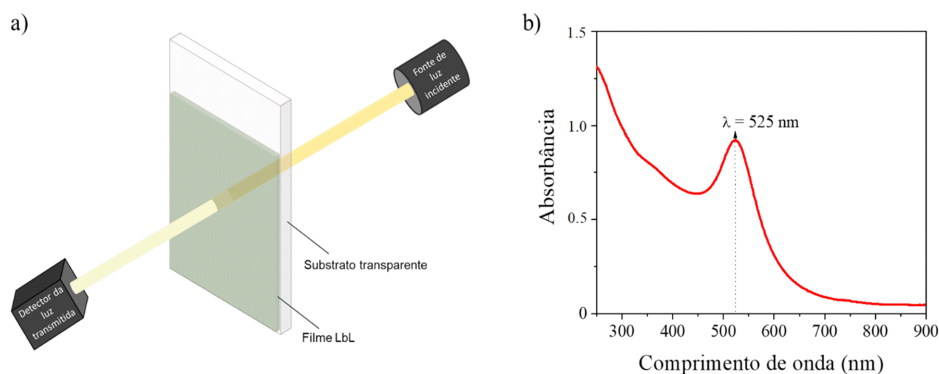 a)
Fonte de
luz
incidente
Substrato transparente
Detector da
luz
transmitida
Filme LbL
b)
1.5
1.0
0.5
0
Absorbância
λ = 525 nm
300 400 500 600 700 800 900
Comprimento de onda (nm)